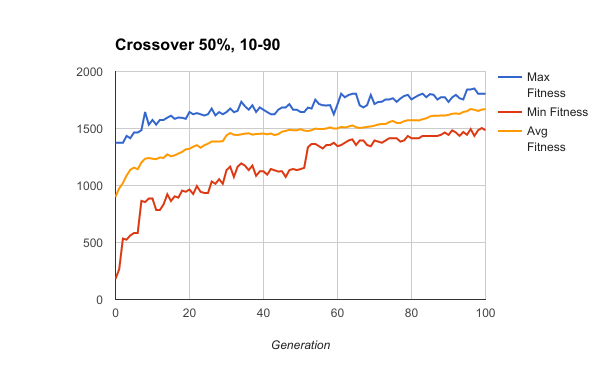 Crossover 50%, 10-90
2000
1500
1000
500
0
0 20 40 60 80 100
Generation
Max
Fitness
Min Fitness
Avg
Fitness